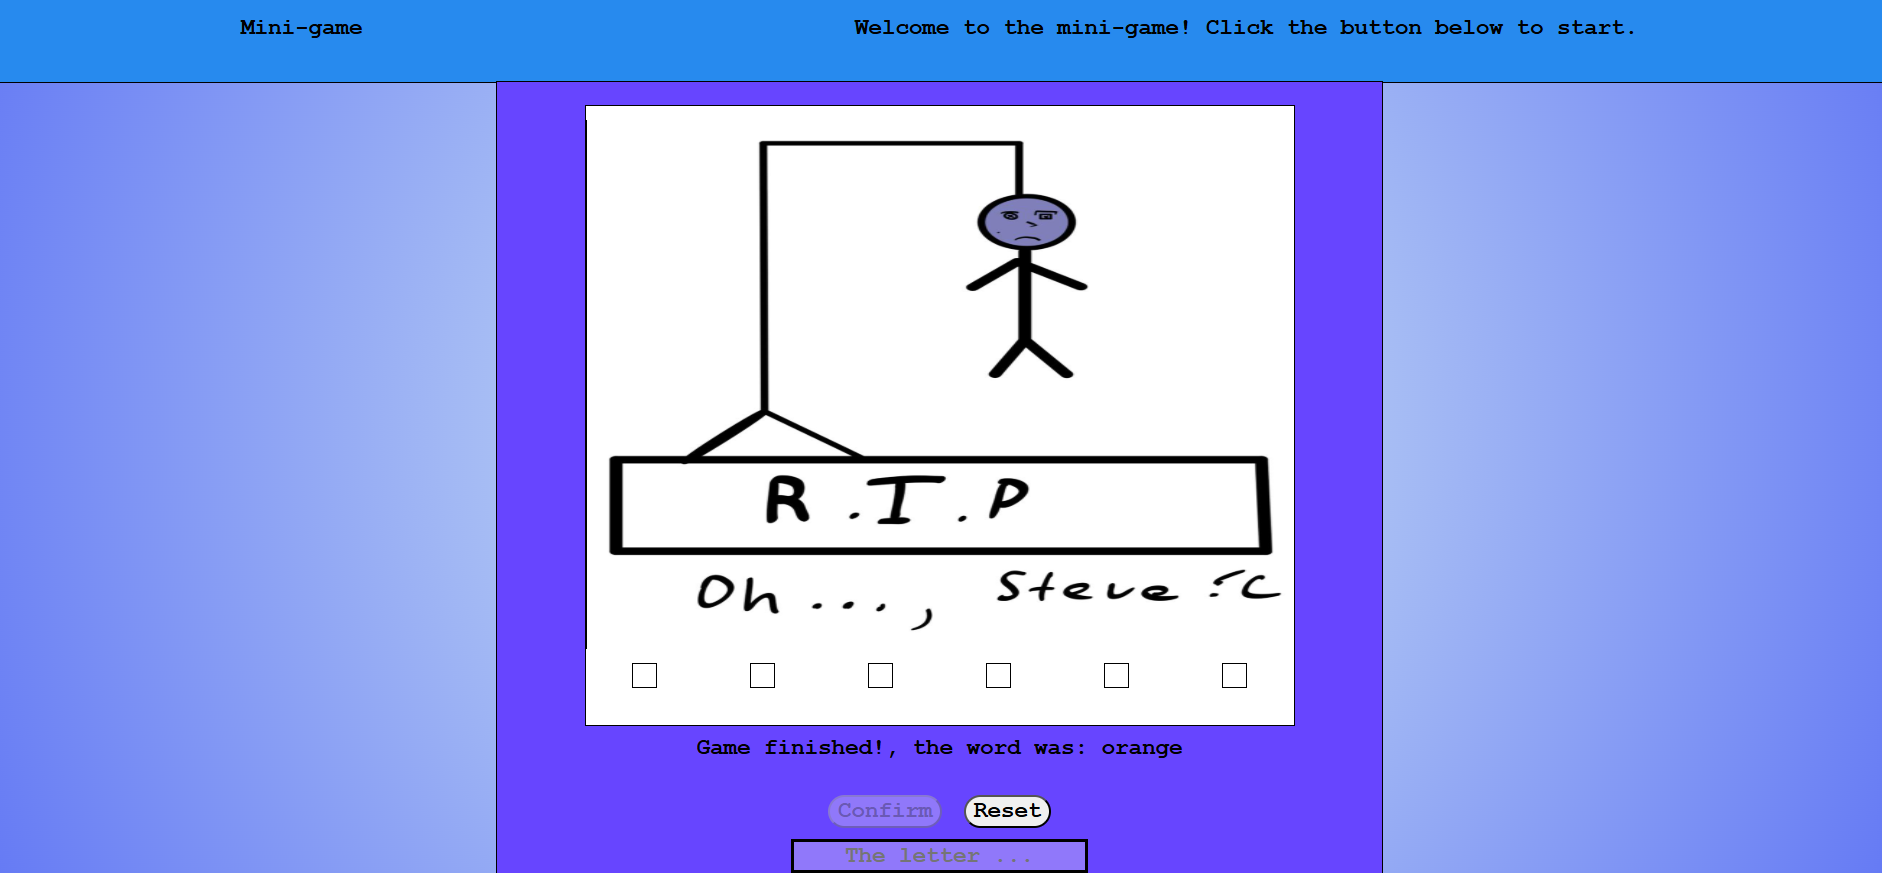 Mini-game
Welcome to the mini-game! Click the button below to start.
R.I.P
Oh..., Steve :C
Game finished!, the word was: orange
Confirm
Reset
The letter ...